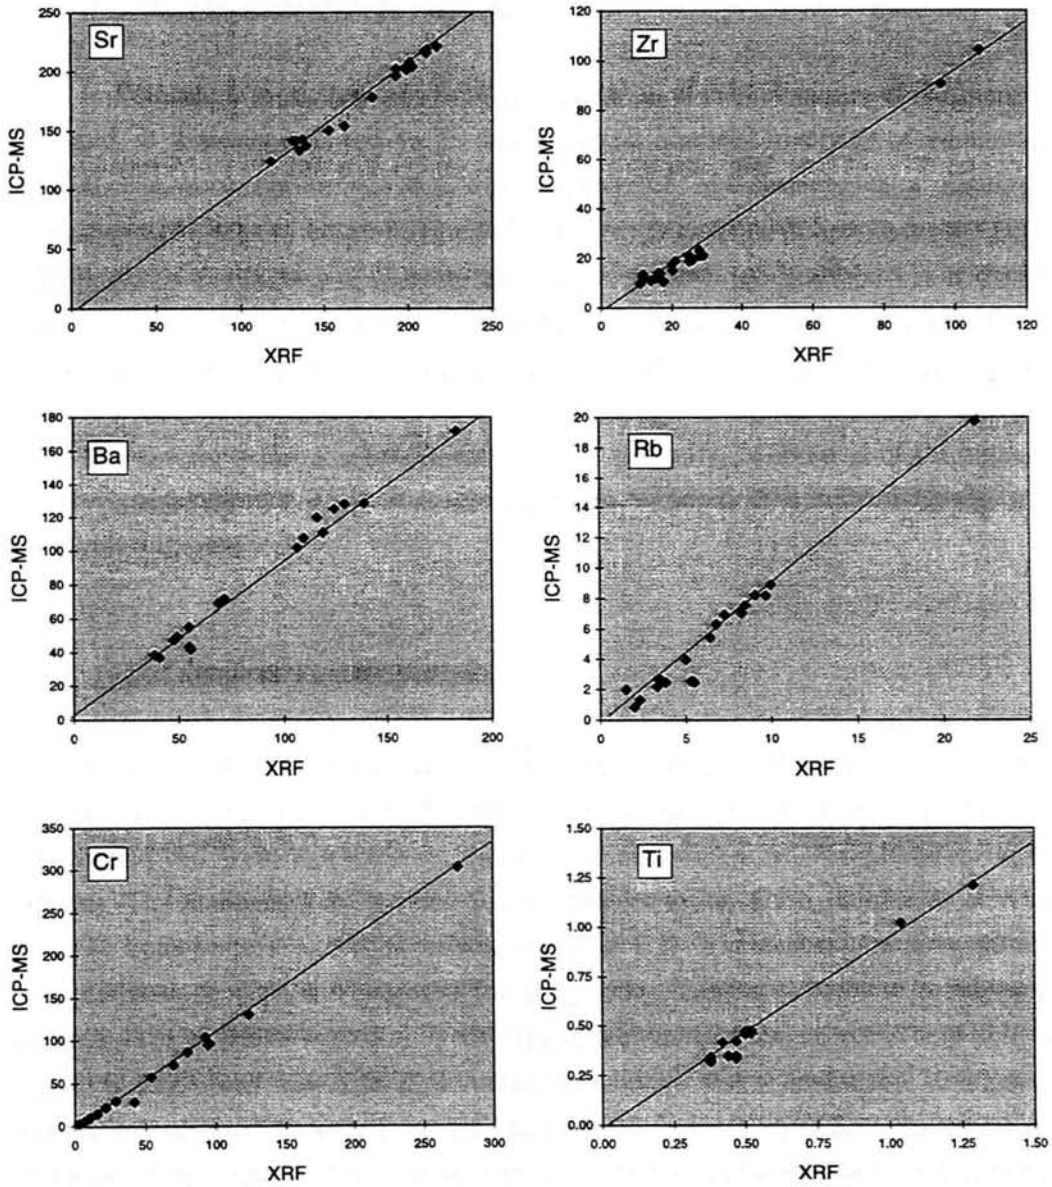 Sr
250
200
150
100
50
0
ICP-MS
0 50 100 150 200 250
XRF
Zr
120
100
80
60
40
20
0
ICP-MS
0 20 40 60 80 100 120
XRF
Ba
180
160
140
120
100
80
60
40
20
0
ICP-MS
0 50 100 150 200
XRF
Rb
20
18
16
14
12
10
8
6
4
2
0
ICP-MS
0 5 10 15 20 25
XRF
Cr
350
300
250
200
150
100
50
0
ICP-MS
0 50 100 150 200 250 300
XRF
Ti
1.50
1.25
1.00
0.75
0.50
0.25
0.00
ICP-MS
0.00 0.25 0.50 0.75 1.00 1.25 1.50
XRF